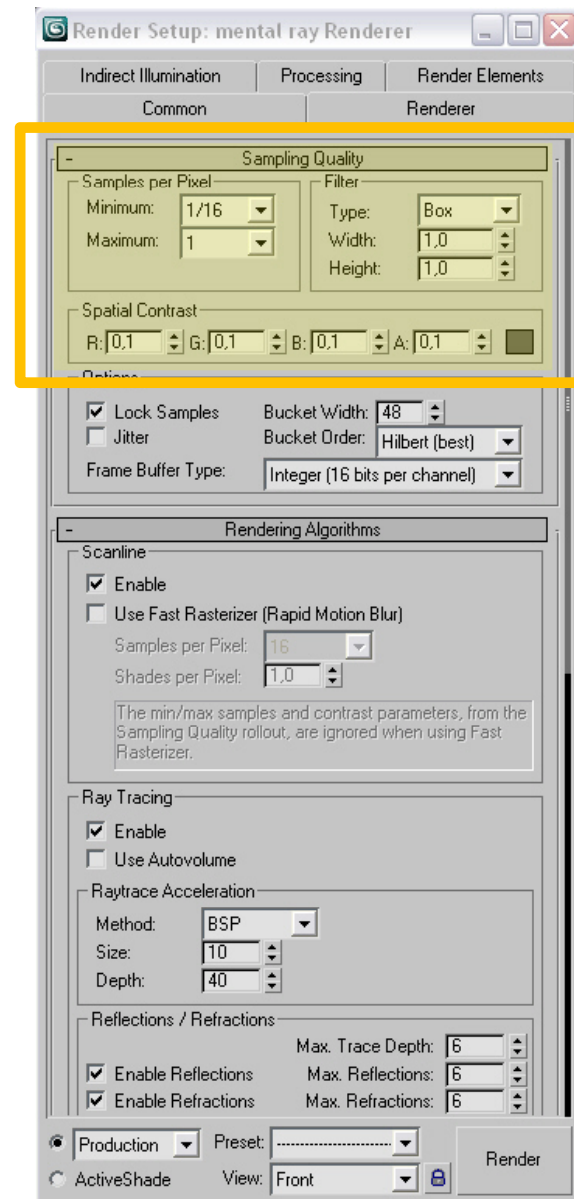 Render Setup: mental ray Renderer
Indirect Illumination Processing Render Elements
Common Renderer
- Sampling Quality
Samples per Pixel Filter
Minimum: 1/16 Type: Box
Maximum: 1 Width: 1,0
Height: 1,0
Spatial Contrast
R: 0,1 G: 0,1 B: 0,1 A: 0,1
Options
Lock Samples Bucket Width: 48
Jitter Bucket Order: Hilbert (best)
Frame Buffer Type: Integer (16 bits per channel)
- Rendering Algorithms
Scanline
Enable
Use Fast Rasterizer (Rapid Motion Blur)
Samples per Pixel: 16
Shades per Pixel: 1,0
The min/max samples and contrast parameters, from the
Sampling Quality rollout, are ignored when using Fast
Rasterizer.
Ray Tracing
Enable
Use Autovolume
Raytrace Acceleration
Method: BSP
Size: 10
Depth: 40
Reflections / Refractions
Max. Trace Depth: 6
Enable Reflections Max. Reflections: 6
Enable Refractions Max. Refractions: 6
Production Preset: -----------------------
ActiveShade View: Front
Render